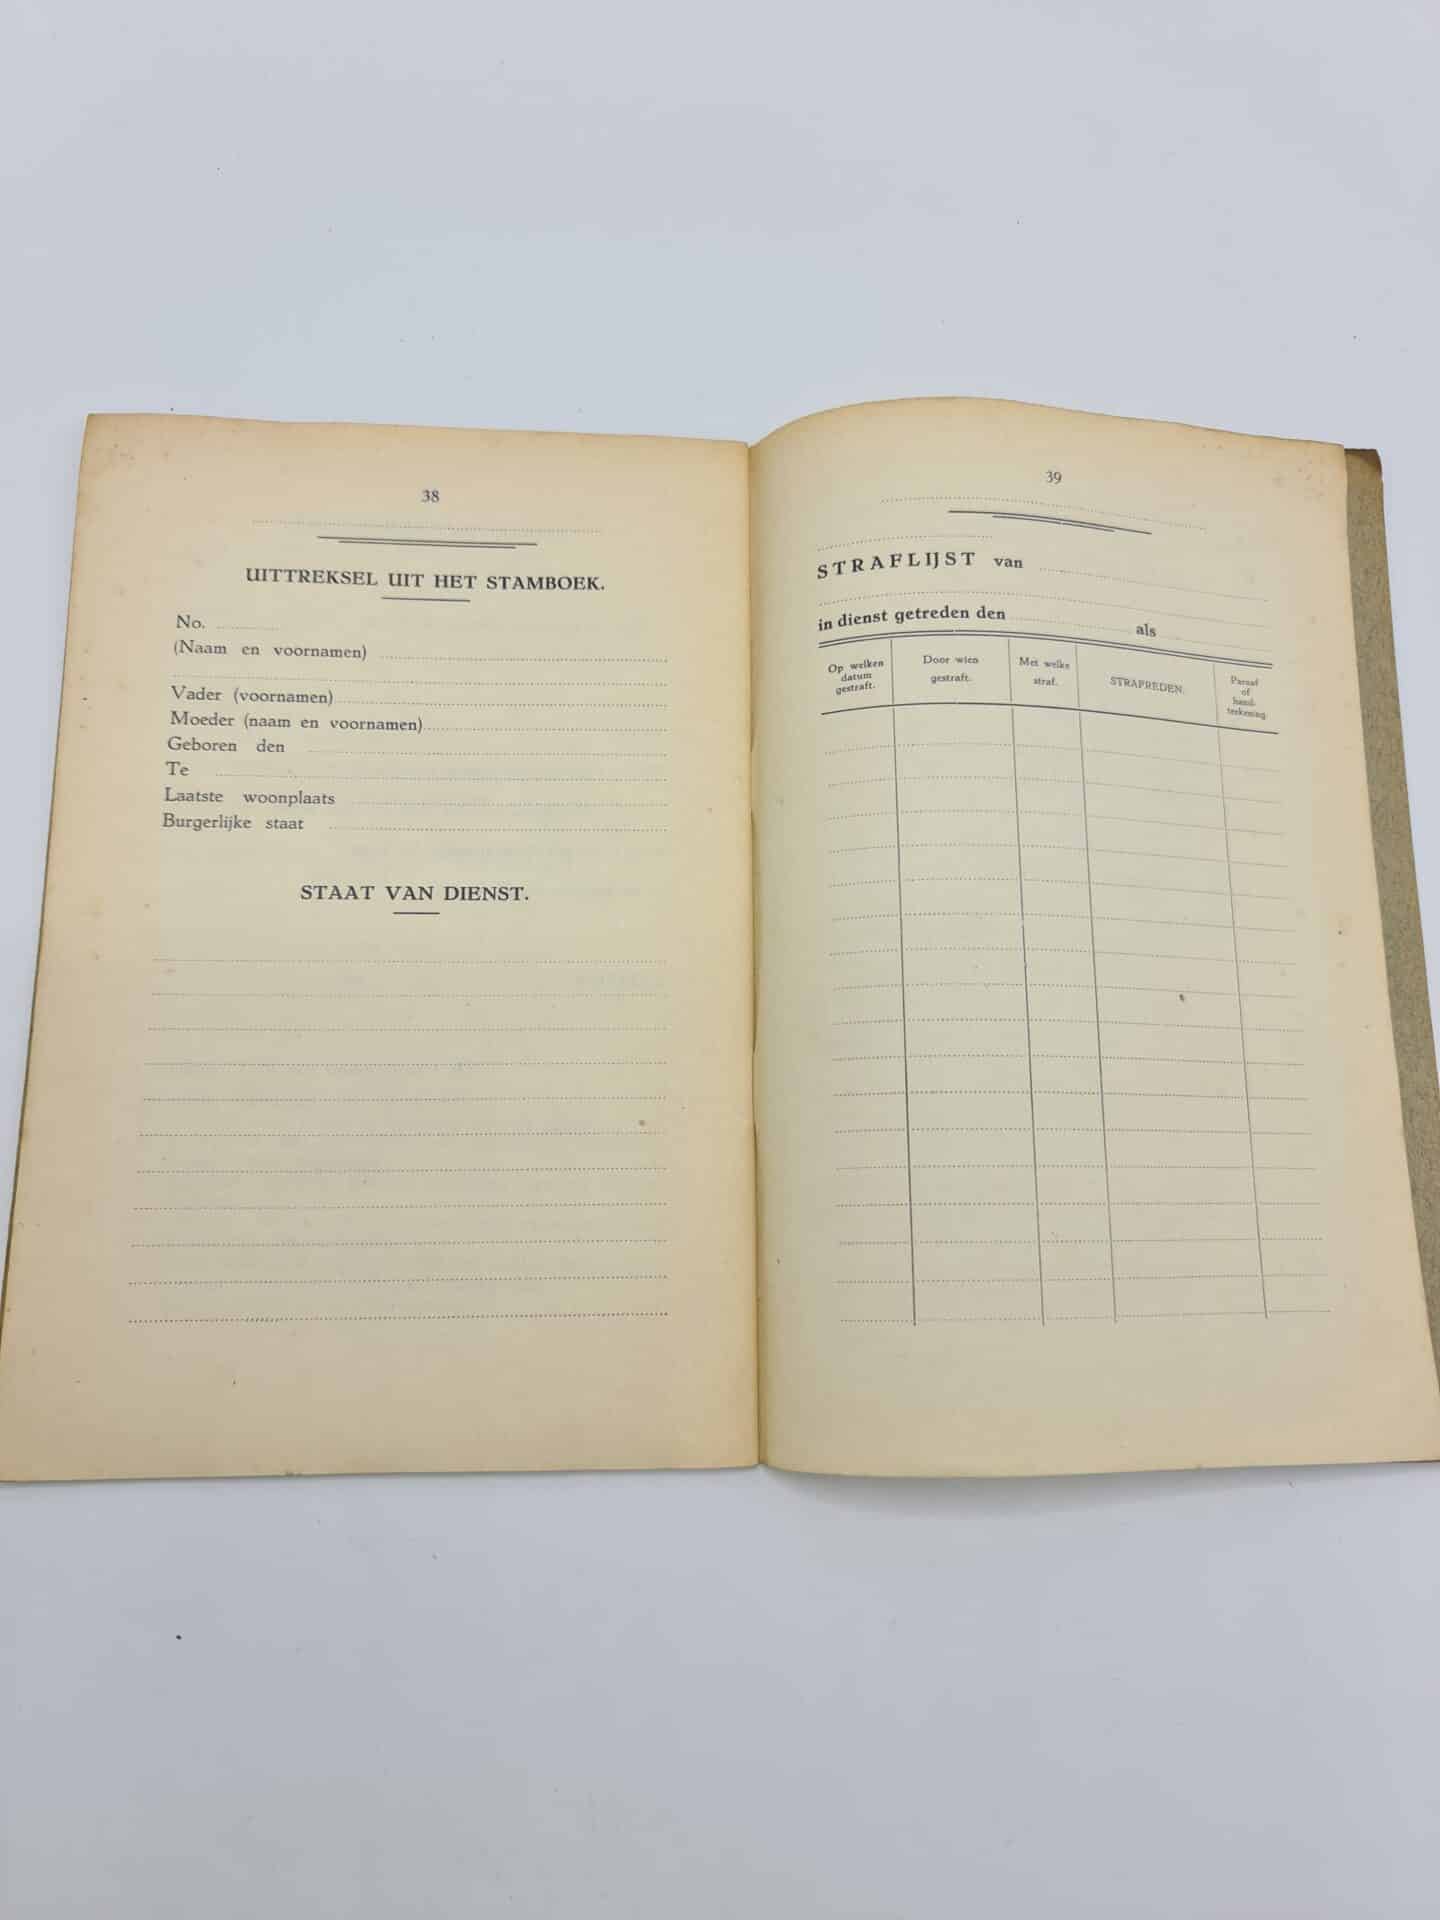 38
UITTREKSEL UIT HET STAMBOEK.
No.
(Naam en voornamen)
Vader (voornamen)
Moeder (naam en voornamen)
Geboren den
Te
Laatste woonplaats
Burgerlijke staat
STAAT VAN DIENST.
39
STRAFLIJST van
in dienst getreden den als
Op welken datum gestraft.
Door wien gestraft.
Met welke straf.
STRAFREDEN.
Paraaf of hand-teekening.